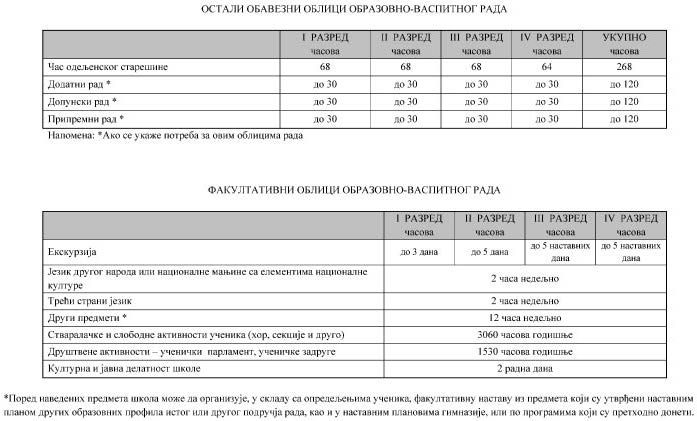 ОСТАЛИ ОБАВЕЗНИ ОБЛИЦИ ОБРАЗОВНО-ВАСПИТНОГ РАДА
I РАЗРЕД часова II РАЗРЕД часова III РАЗРЕД часова IV РАЗРЕД часова УКУПНО часова
Час одељенског старешине 68 68 68 64 268
Додатни рад * до 30 до 30 до 30 до 30 до 120
Допунски рад * до 30 до 30 до 30 до 30 до 120
Припремни рад * до 30 до 30 до 30 до 30 до 120
Напомена: *Ако се укаже потреба за овим облицима рада
ФАКУЛТАТИВНИ ОБЛИЦИ ОБРАЗОВНО-ВАСПИТНОГ РАДА
I РАЗРЕД часова II РАЗРЕД часова III РАЗРЕД часова IV РАЗРЕД часова
Екскурзија до 3 дана до 5 дана до 5 наставних дана до 5 наставних дана
Језик другог народа или националне мањине са елементима националне
културе 2 часа недељно
Трећи страни језик 2 часа недељно
Други предмети * 12 часа недељно
Стваралачке и слободне активности ученика (хор, секције и друго) 3060 часова годишње
Друштвене активности – ученички парламент, ученичке задруге 1530 часова годишње
Културна и јавна делатност школе 2 радна дана
*Поред наведених предмета школа може да организује, у складу са опредељењима ученика, факултативну наставу из предмета који су утврђени наставним
планом других образовних профила истог или другог подручја рада, као и у наставним плановима гимназије, или по програмима који су претходно донети.